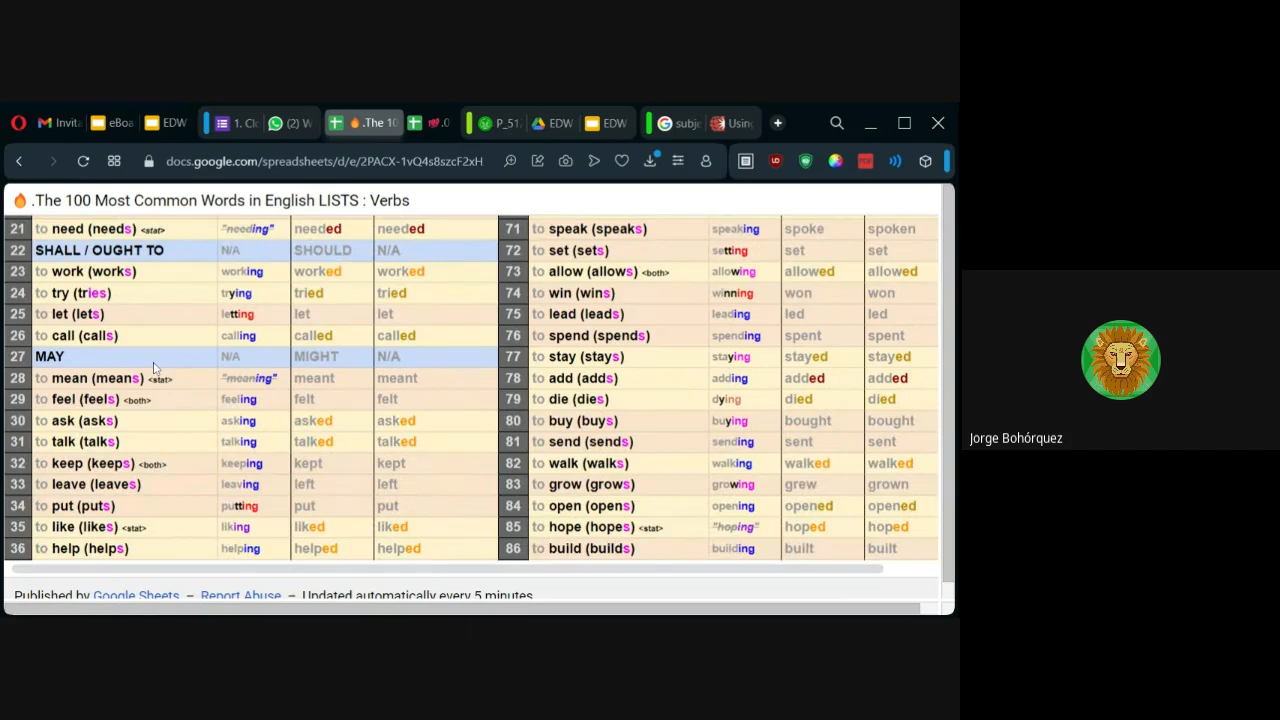 Invita eBoa EDW 1. Cl (2) W .The 10 .0 P_51 EDW EDW subj Usin
docs.google.com/spreadsheets/d/e/2PACX-1vQ4s8szcF2xH
.The 100 Most Common Words in English LISTS : Verbs
21 to need (needs) <stat> "needing" needed needed 71 to speak (speaks) speaking spoke spoken
22 SHALL / OUGHT TO N/A SHOULD N/A 72 to set (sets) setting set set
23 to work (works) working worked worked 73 to allow (allows) <both> allowing allowed allowed
24 to try (tries) trying tried tried 74 to win (wins) winning won won
25 to let (lets) letting let let 75 to lead (leads) leading led led
26 to call (calls) calling called called 76 to spend (spends) spending spent spent
27 MAY N/A MIGHT N/A 77 to stay (stays) staying stayed stayed
28 to mean (means) <stat> "meaning" meant meant 78 to add (adds) adding added added
29 to feel (feels) <both> feeling felt felt 79 to die (dies) dying died died
30 to ask (asks) asking asked asked 80 to buy (buys) buying bought bought
31 to talk (talks) talking talked talked 81 to send (sends) sending sent sent
32 to keep (keeps) <both> keeping kept kept 82 to walk (walks) walking walked walked
33 to leave (leaves) leaving left left 83 to grow (grows) growing grew grown
34 to put (puts) putting put put 84 to open (opens) opening opened opened
35 to like (likes) <stat> liking liked liked 85 to hope (hopes) <stat> "hoping" hoped hoped
36 to help (helps) helping helped helped 86 to build (builds) building built built
Published by Google Sheets – Report Abuse – Updated automatically every 5 minutes
Jorge Bohórquez